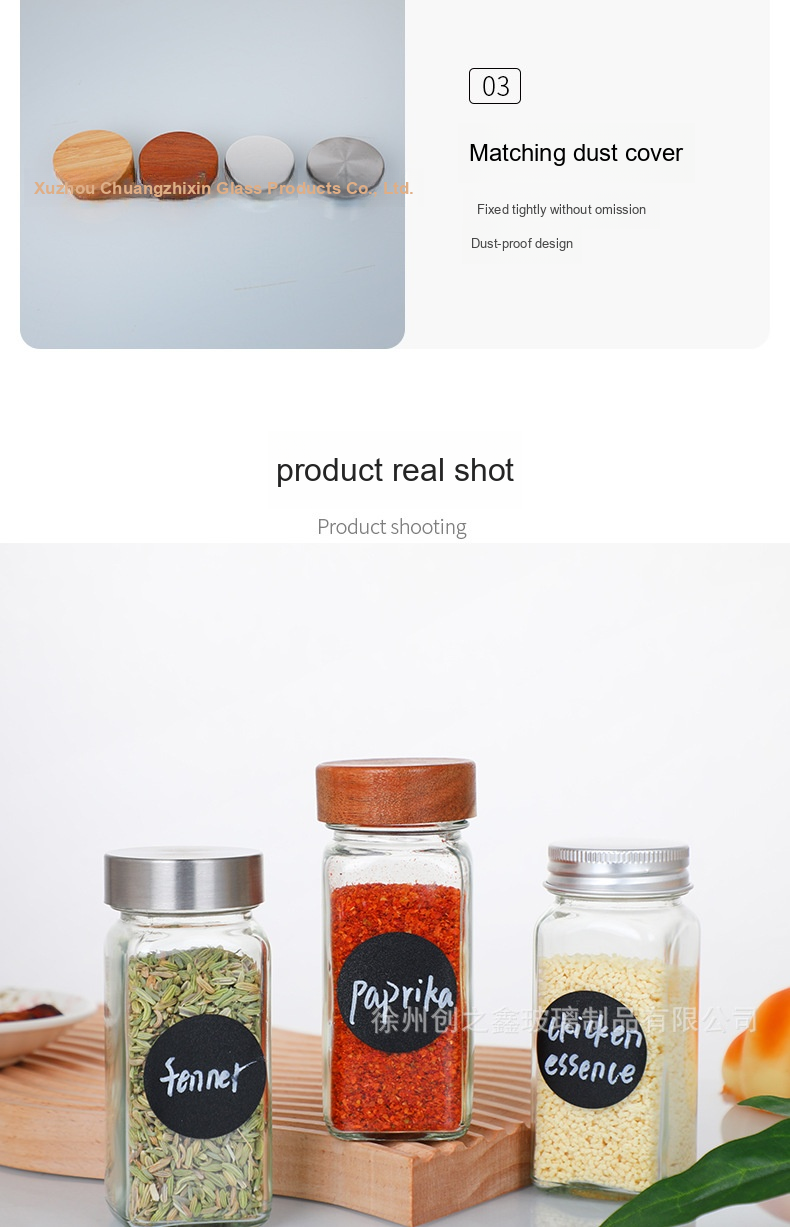 03
Matching dust cover
Xuzhou Chuangzhixin Glass Products Co., Ltd.
Fixed tightly without omission
Dust-proof design
product real shot
Product shooting
paprika
徐州创之鑫玻璃制品有限公司
chicken
essence
fenner